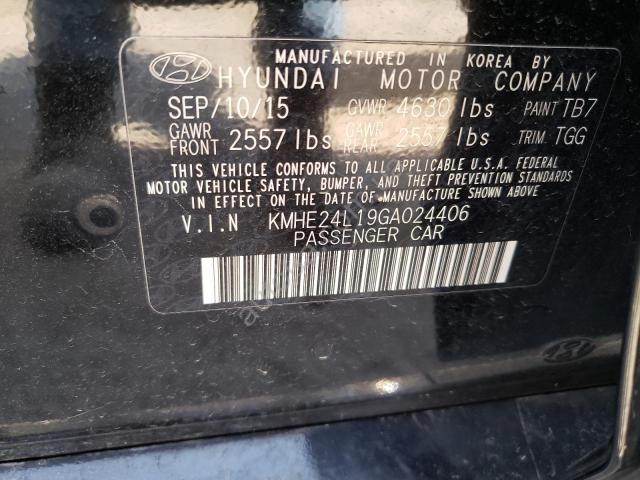 MANUFACTURED IN KOREA BY
HYUNDAI MOTOR COMPANY
SEP/10/15 GVWR 4630 lbs PAINT TB7
GAWR FRONT 2557 lbs GAWR REAR 2557 lbs TRIM TGG
THIS VEHICLE CONFORMS TO ALL APPLICABLE U.S.A. FEDERAL
MOTOR VEHICLE SAFETY, BUMPER, AND THEFT PREVENTION STANDARDS
IN EFFECT ON THE DATE OF MANUFACTURE SHOWN ABOVE.
V.I.N KMHE24L19GA024406
PASSENGER CAR